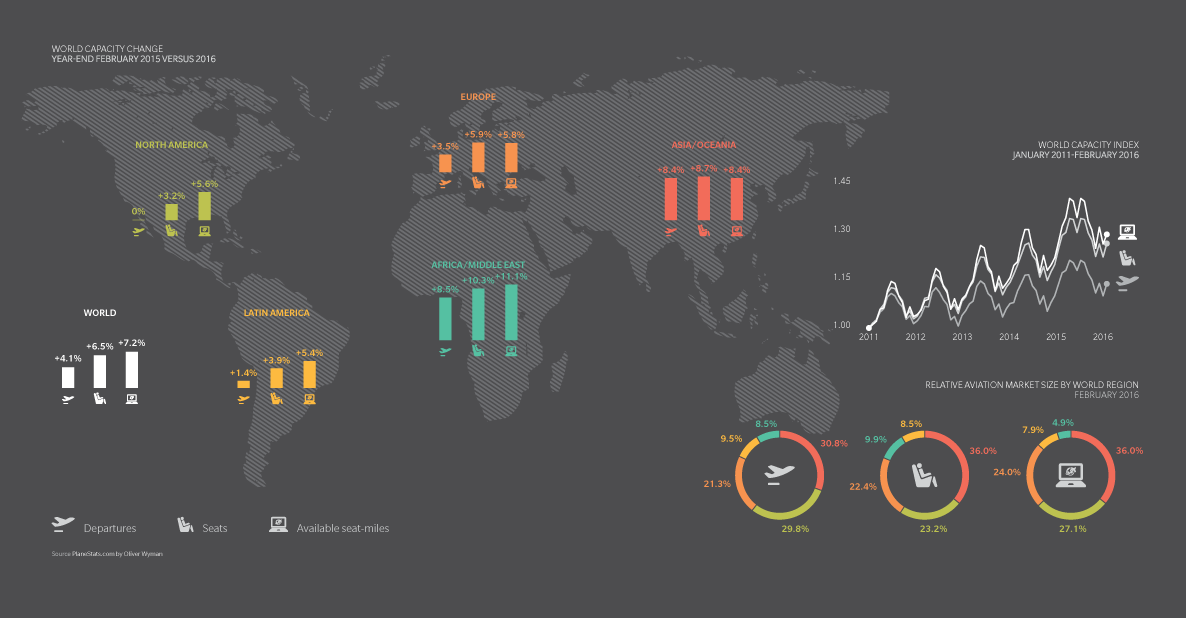 WORLD CAPACITY CHANGE
YEAR-END FEBRUARY 2015 VERSUS 2016
EUROPE
+3.5%
+5.9%
+5.8%
NORTH AMERICA
0%
+3.2%
+5.6%
ASIA/OCEANIA
+8.4%
+8.7%
+8.4%
AFRICA/MIDDLE EAST
+8.5%
+10.3%
+11.1%
WORLD
+4.1%
+6.5%
+7.2%
LATIN AMERICA
+1.4%
+3.9%
+5.4%
WORLD CAPACITY INDEX
JANUARY 2011-FEBRUARY 2016
1.45
1.30
1.15
1.00
2011 2012 2013 2014 2015 2016
RELATIVE AVIATION MARKET SIZE BY WORLD REGION
FEBRUARY 2016
8.5%
9.5%
30.8%
21.3%
29.8%
8.5%
9.9%
36.0%
22.4%
23.2%
4.9%
7.9%
36.0%
24.0%
27.1%
Departures
Seats
Available seat-miles
Source PlaneStats.com by Oliver Wyman